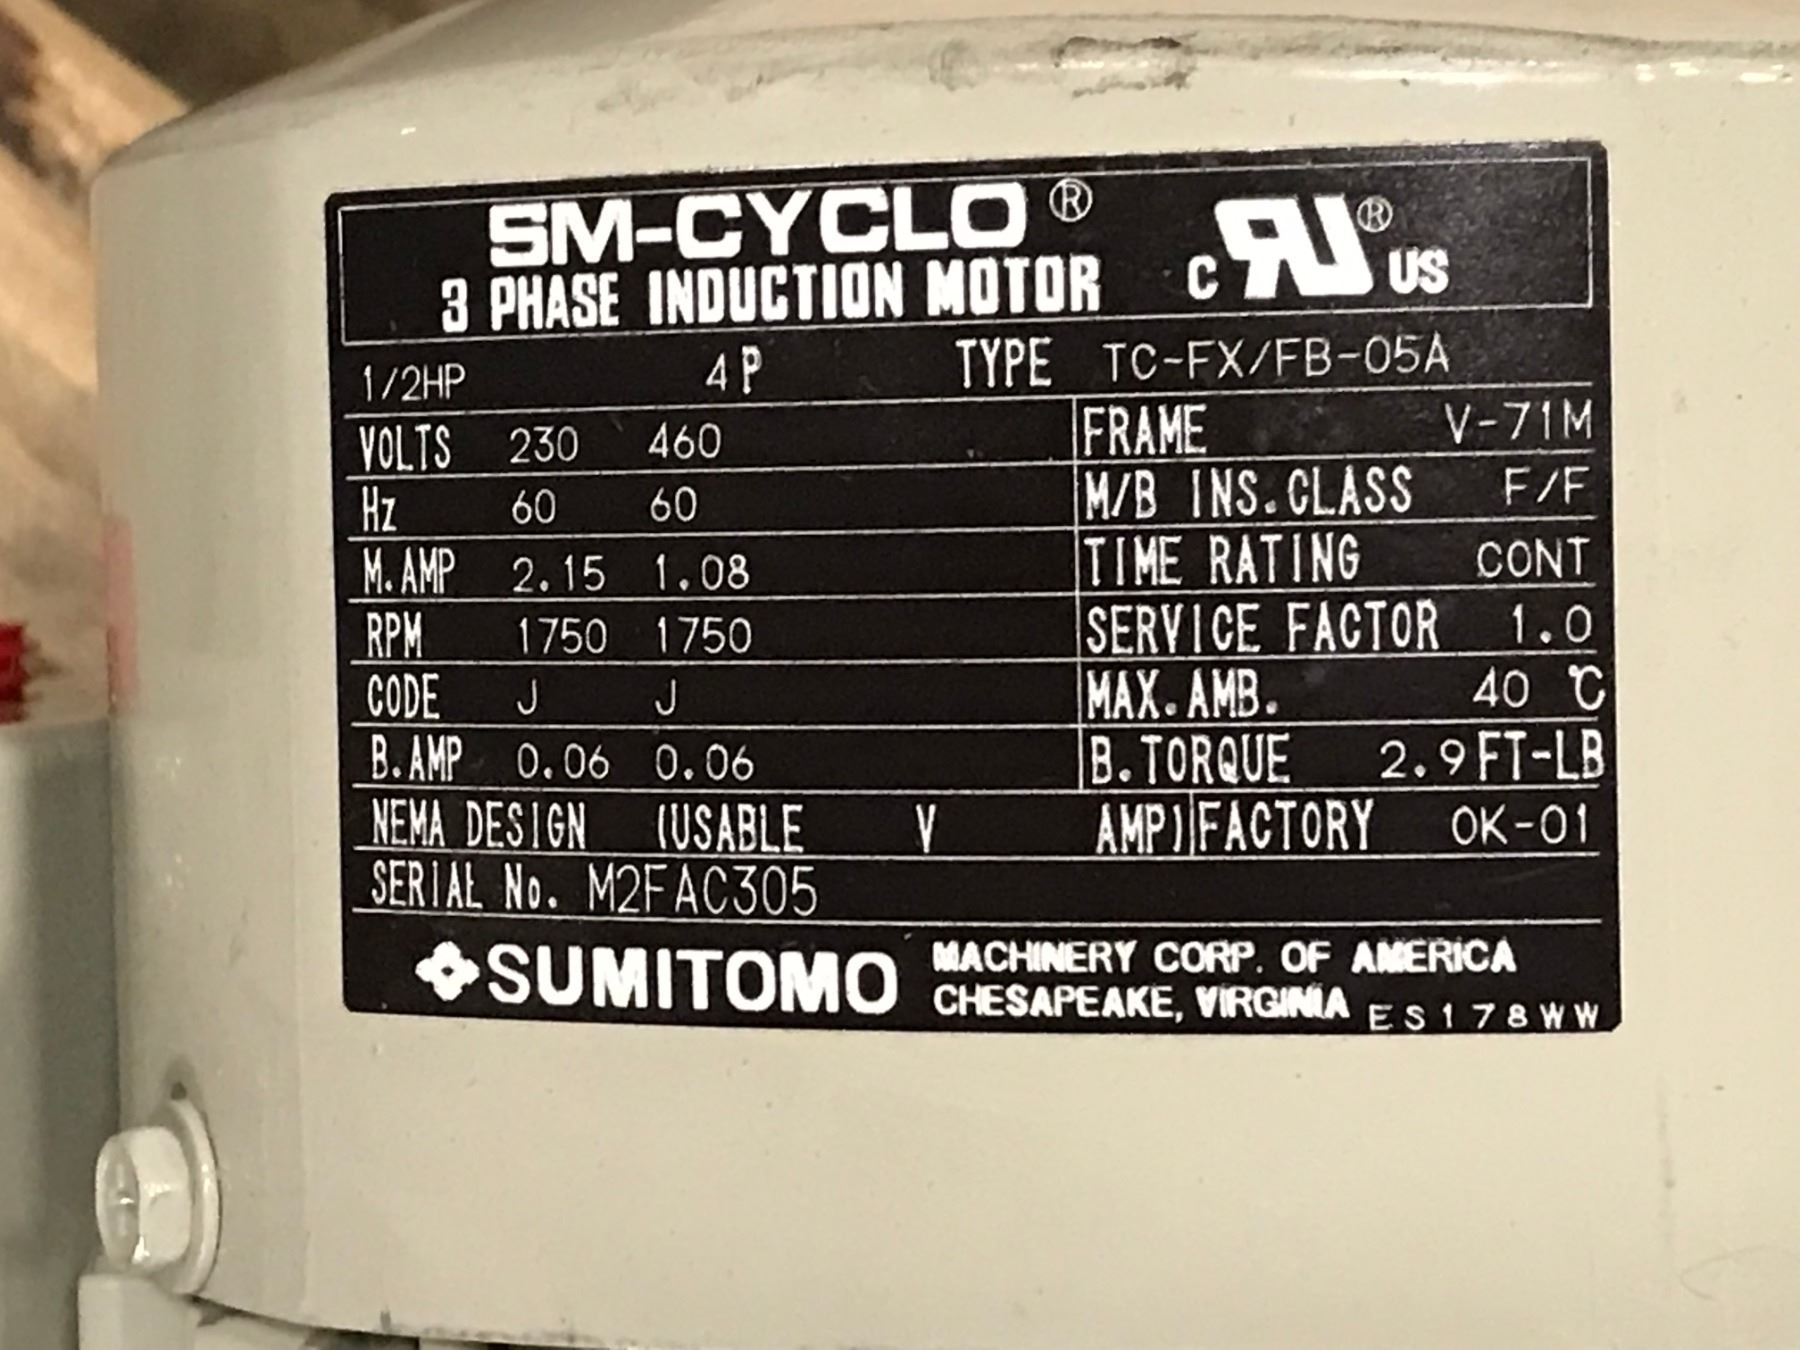 SM-CYCLO®
3 PHASE INDUCTION MOTOR
C RU® US
1/2HP 4P TYPE TC-FX/FB-05A
VOLTS 230 460 FRAME V-71M
Hz 60 60 M/B INS.CLASS F/F
M.AMP 2.15 1.08 TIME RATING CONT
RPM 1750 1750 SERVICE FACTOR 1.0
CODE J J MAX.AMB. 40 ℃
B.AMP 0.06 0.06 B.TORQUE 2.9 FT-LB
NEMA DESIGN (USABLE V AMP) FACTORY OK-01
SERIAL No. M2FAC305
SUMITOMO MACHINERY CORP. OF AMERICA
CHESAPEAKE, VIRGINIA ES178WW